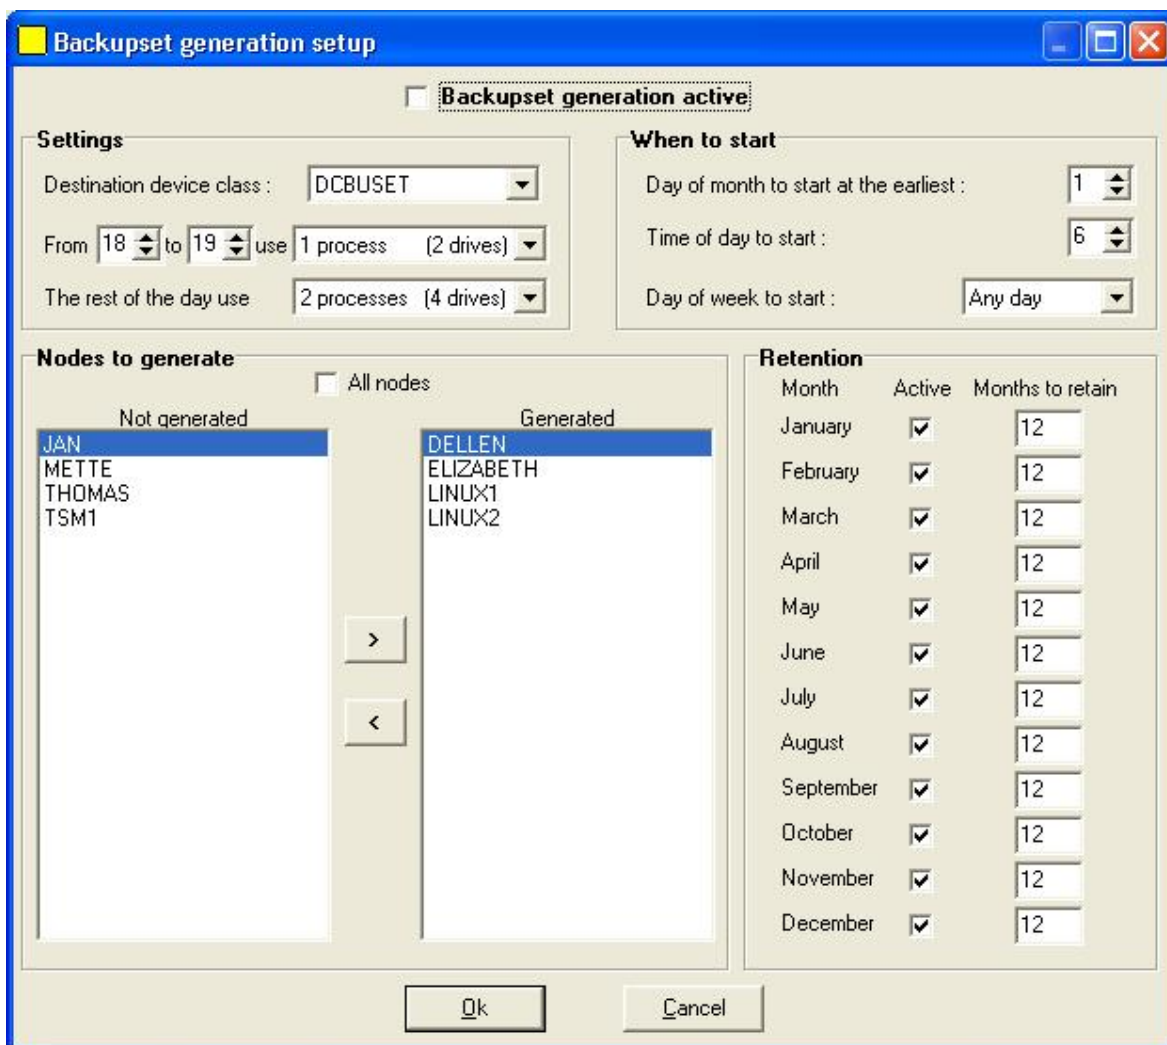 Backupset generation setup
Backupset generation active
Settings
Destination device class : DCBUSET
From 18 to 19 use 1 process (2 drives)
The rest of the day use 2 processes (4 drives)
When to start
Day of month to start at the earliest : 1
Time of day to start : 6
Day of week to start : Any day
Nodes to generate
All nodes
Not generated
JAN
METTE
THOMAS
TSM1
>
<
Generated
DELLEN
ELIZABETH
LINUX1
LINUX2
Retention
Month Active Months to retain
January 12
February 12
March 12
April 12
May 12
June 12
July 12
August 12
September 12
October 12
November 12
December 12
Ok Cancel